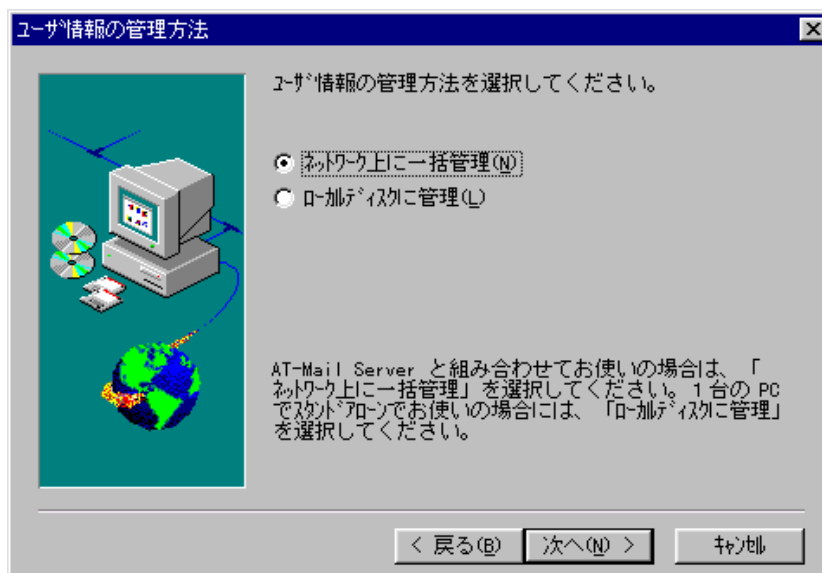 ﾕｰｻﾞ情報の管理方法
ﾕｰｻﾞ情報の管理方法を選択してください。
ﾈｯﾄﾜｰｸ上に一括管理(N)
ﾛｰｶﾙﾃﾞｨｽｸに管理(L)
AT-Mail Server と組み合わせてお使いの場合は、「
ﾈｯﾄﾜｰｸ上に一括管理」を選択してください。1台の PC
でｽﾀﾝﾄﾞｱﾛｰﾝでお使いの場合には、「ﾛｰｶﾙﾃﾞｨｽｸに管理」
を選択してください。
< 戻る(B) 次へ(N) > ｷｬﾝｾﾙ